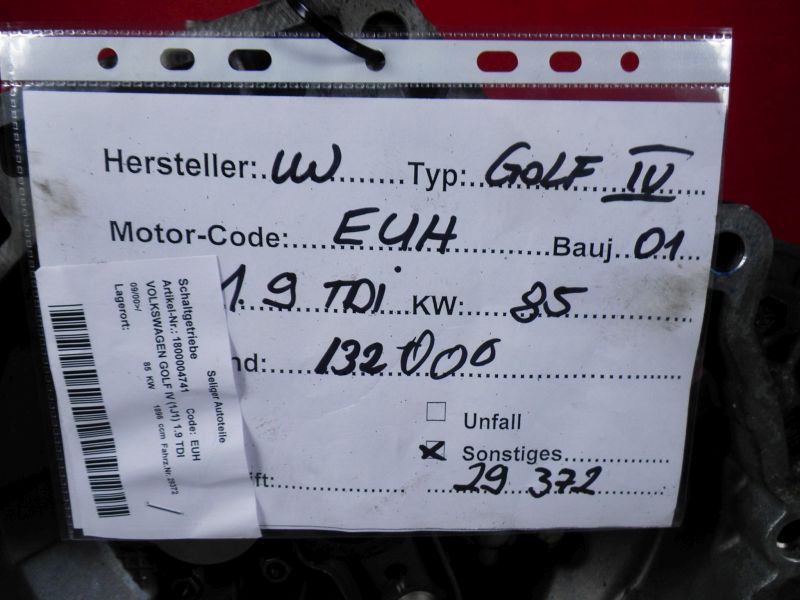 Hersteller: VW Typ: GOLF IV
Motor-Code: EUH Bauj. 01
1.9 TDI KW: 85
nd: 132000
Unfall
Sonstiges
ift: 29 372
Seliger Autoteile
Schaltgetriebe Code: EUH
Artikel-Nr.: 1800004741
VOLKSWAGEN GOLF IV (1J1) 1.9 TDI
85 KW 1896 ccm Fahrz.Nr. 29372
09/00>/
Lagerort: